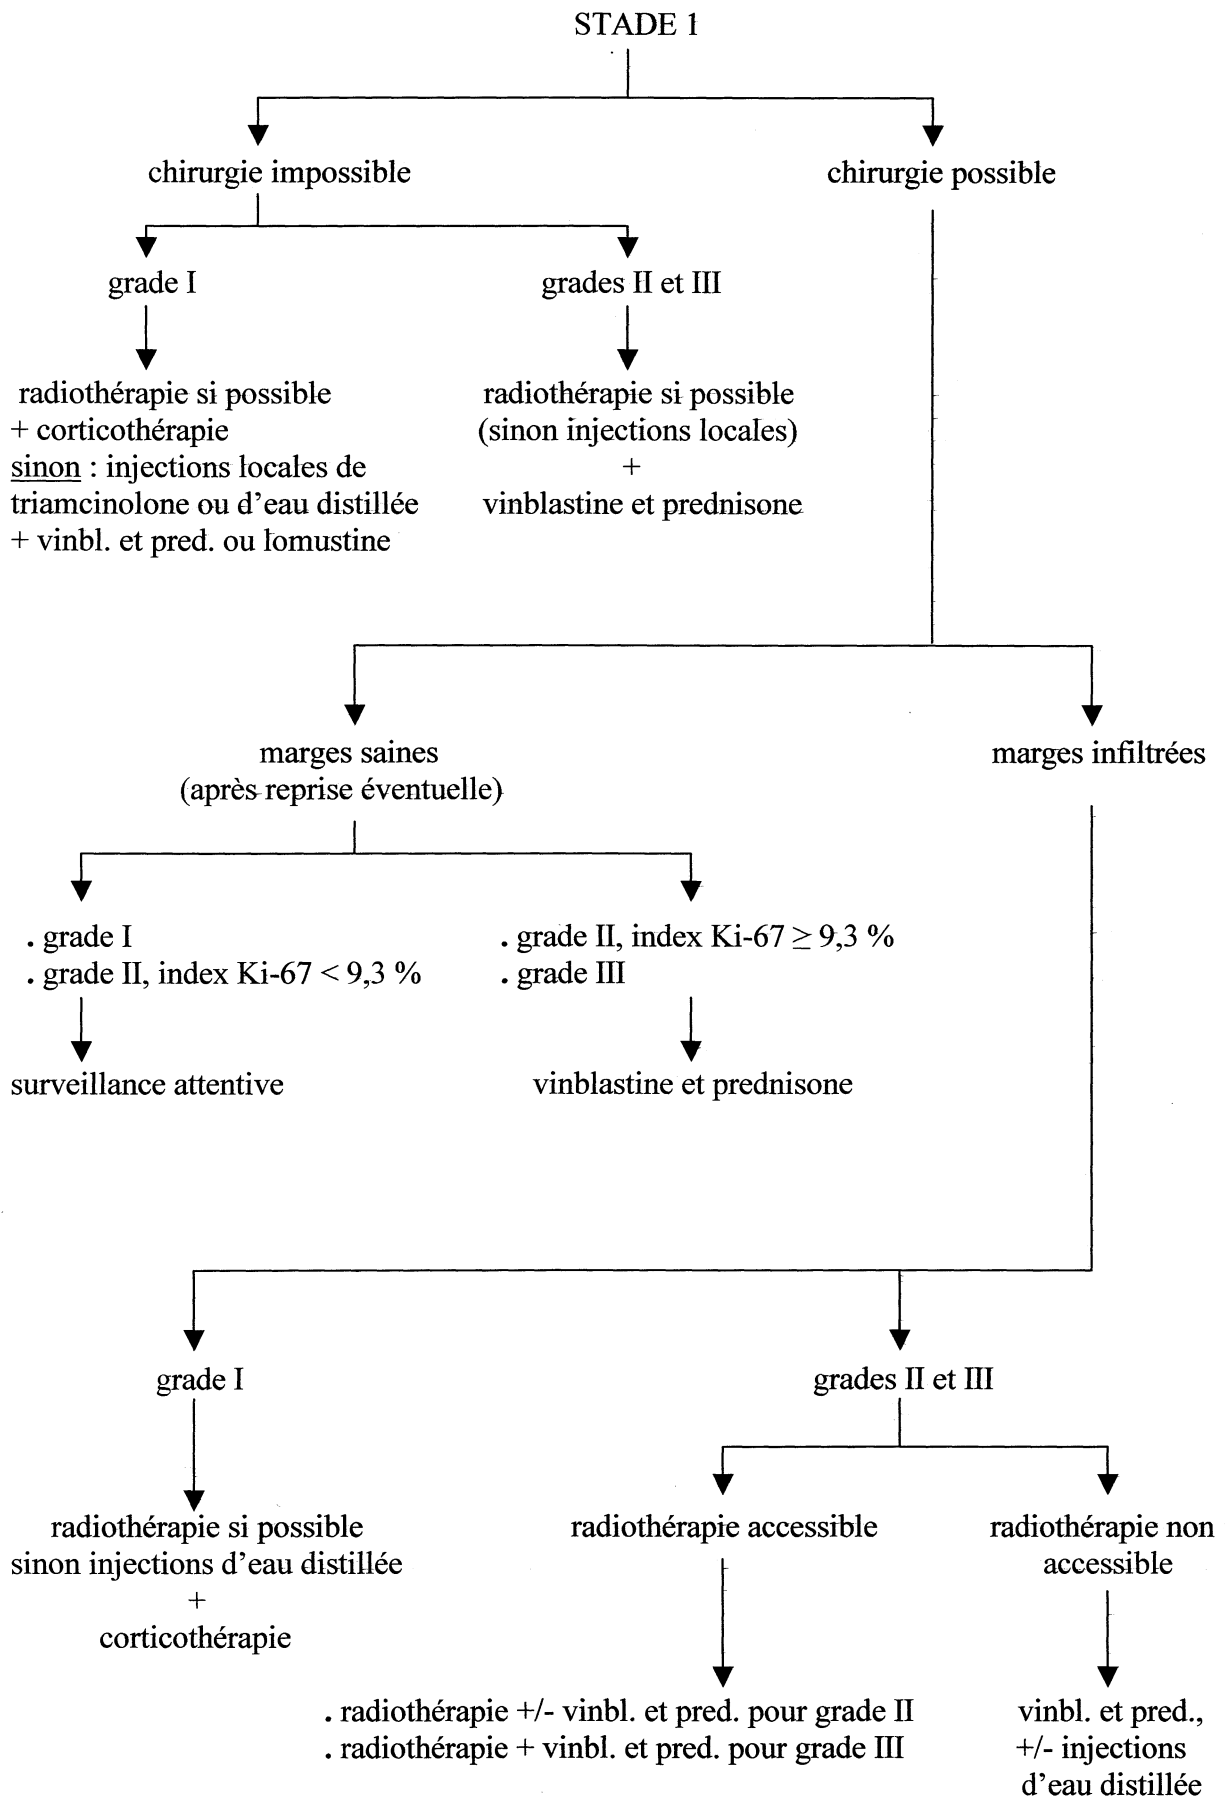 STADE 1
chirurgie impossible
chirurgie possible
grade I
grades II et III
radiothérapie si possible
+ corticothérapie
sinon : injections locales de
triamcinolone ou d'eau distillée
+ vinbl. et pred. ou lomustine
radiothérapie si possible
(sinon injections locales)
+
vinblastine et prednisone
marges saines
(après reprise éventuelle)
marges infiltrées
. grade I
. grade II, index Ki-67 < 9,3 %
. grade II, index Ki-67 ≥ 9,3 %
. grade III
surveillance attentive
vinblastine et prednisone
grade I
grades II et III
radiothérapie si possible
sinon injections d'eau distillée
+
corticothérapie
radiothérapie accessible
radiothérapie non
accessible
. radiothérapie +/- vinbl. et pred. pour grade II
. radiothérapie + vinbl. et pred. pour grade III
vinbl. et pred.,
+/- injections
d'eau distillée